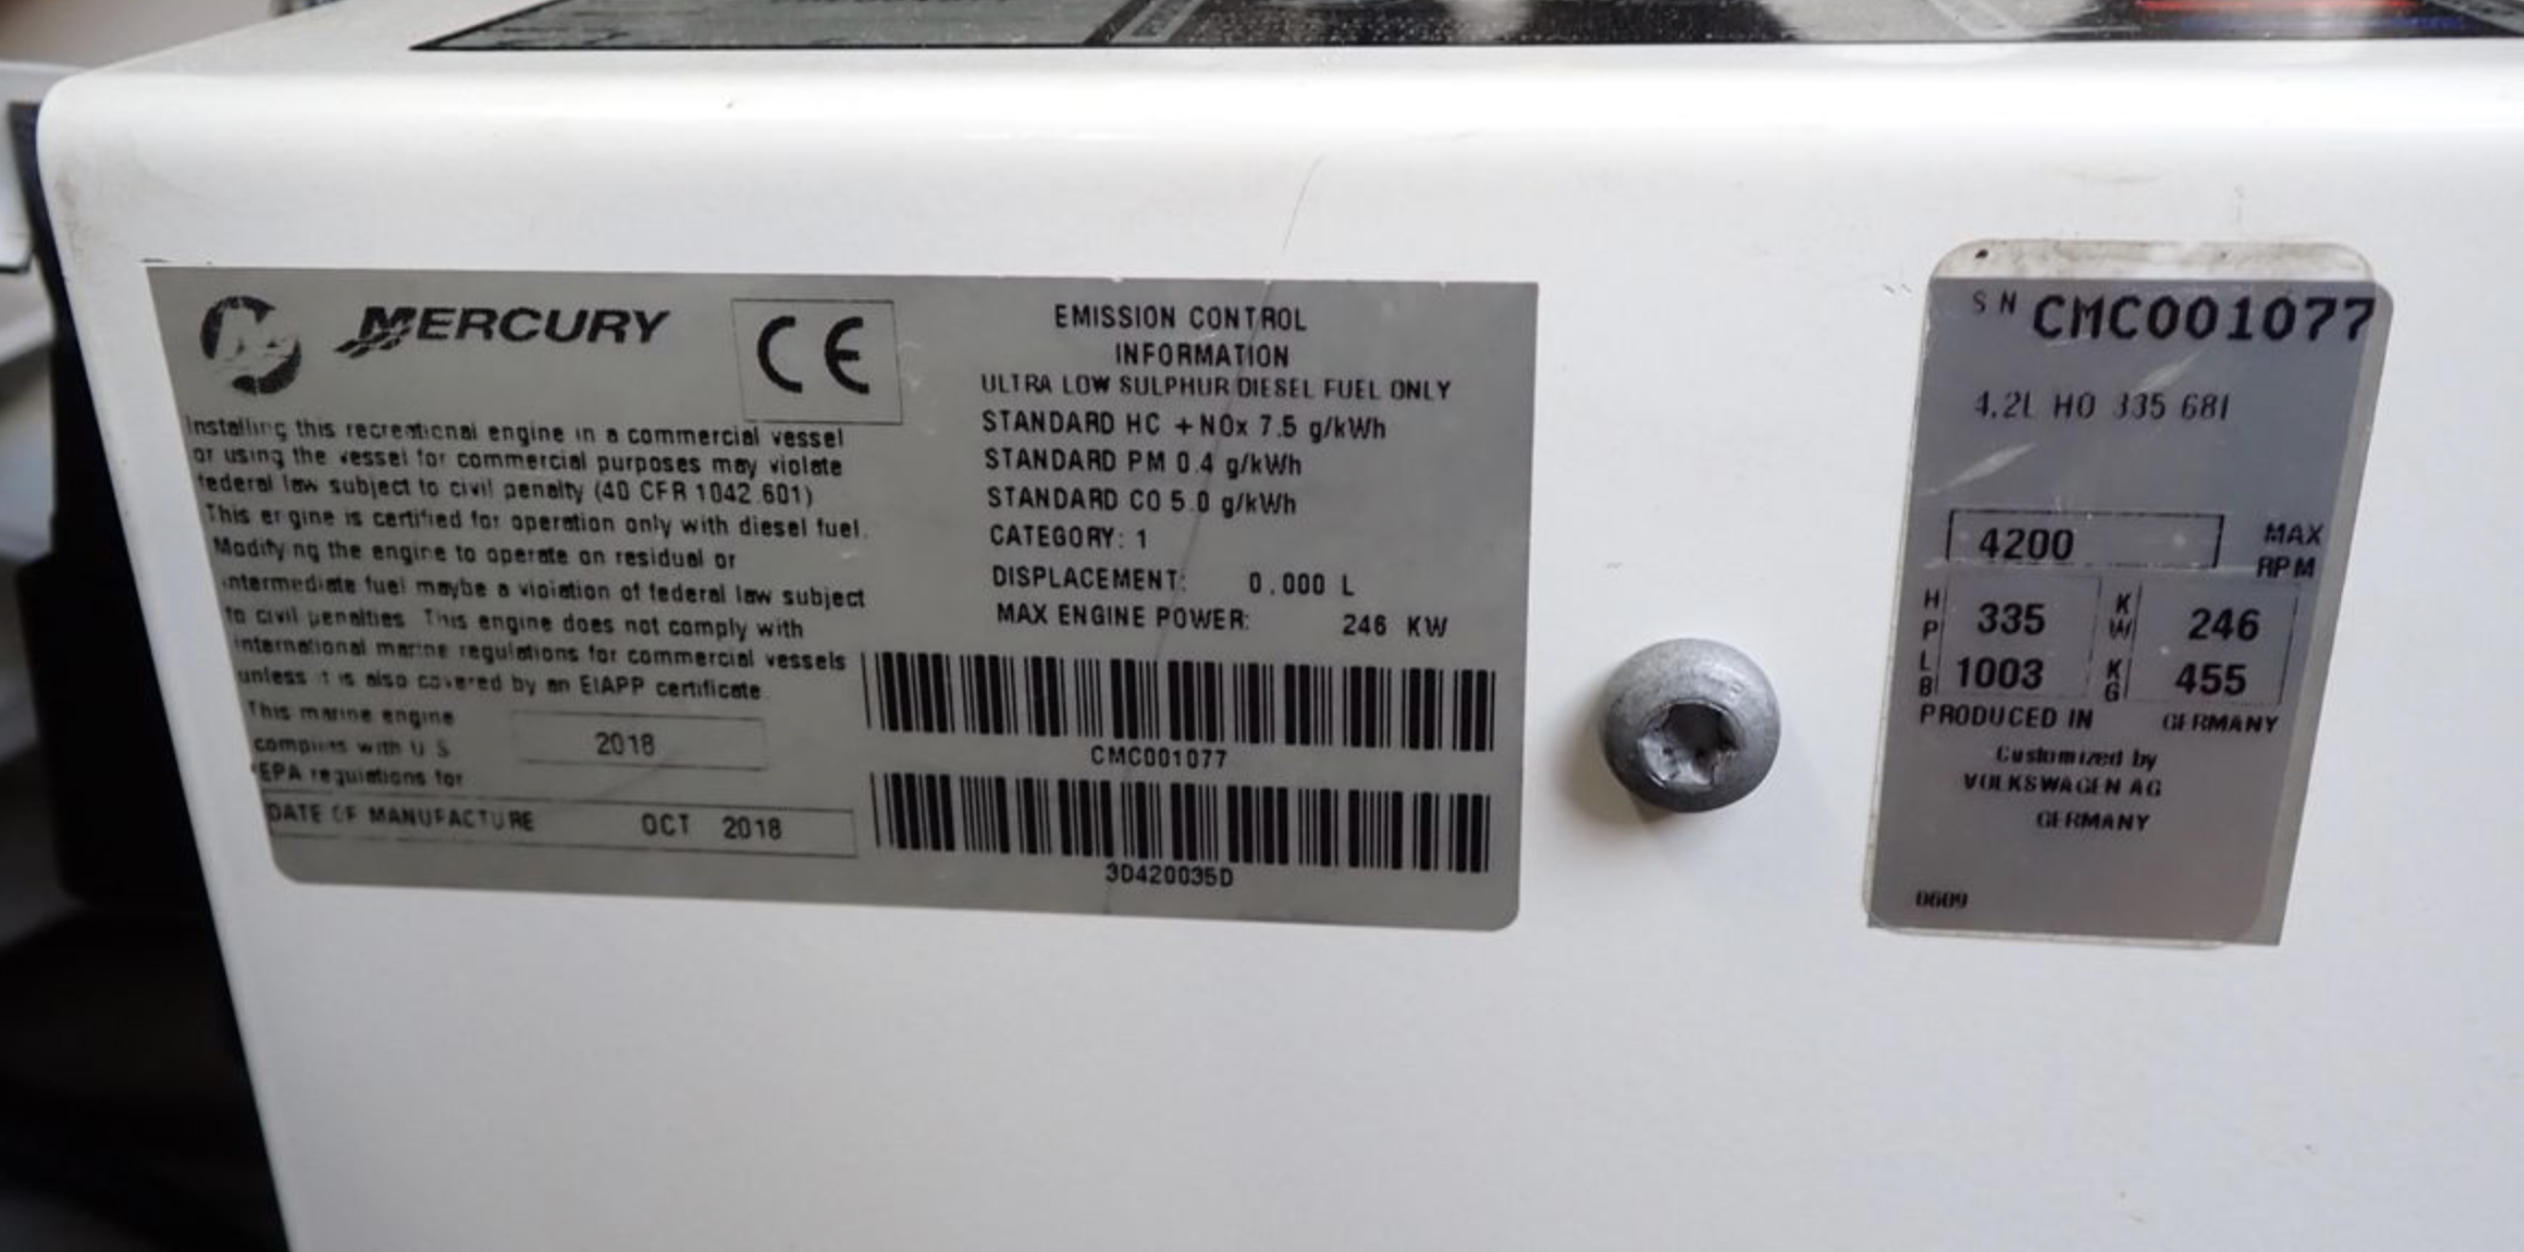 MERCURY
CE
Installing this recreational engine in a commercial vessel
or using the vessel for commercial purposes may violate
federal law subject to civil penalty (40 CFR 1042.601)
This engine is certified for operation only with diesel fuel.
Modifying the engine to operate on residual or
intermediate fuel maybe a violation of federal law subject
to civil penalties. This engine does not comply with
international marine regulations for commercial vessels
unless it is also covered by an EIAPP certificate
This marine engine
complies with U S
EPA regulations for
2018
DATE OF MANUFACTURE OCT 2018
EMISSION CONTROL
INFORMATION
ULTRA LOW SULPHUR DIESEL FUEL ONLY
STANDARD HC +NOx 7.5 g/kWh
STANDARD PM 0.4 g/kWh
STANDARD CO 5.0 g/kWh
CATEGORY: 1
DISPLACEMENT: 0.000 L
MAX ENGINE POWER: 246 KW
CMC001077
3D420035D
SN CMC001077
4.2L HO 335 68I
4200 MAX RPM
HP 335 KW 246
LB 1003 KG 455
PRODUCED IN GERMANY
Customized by
VOLKSWAGEN AG
GERMANY
0609